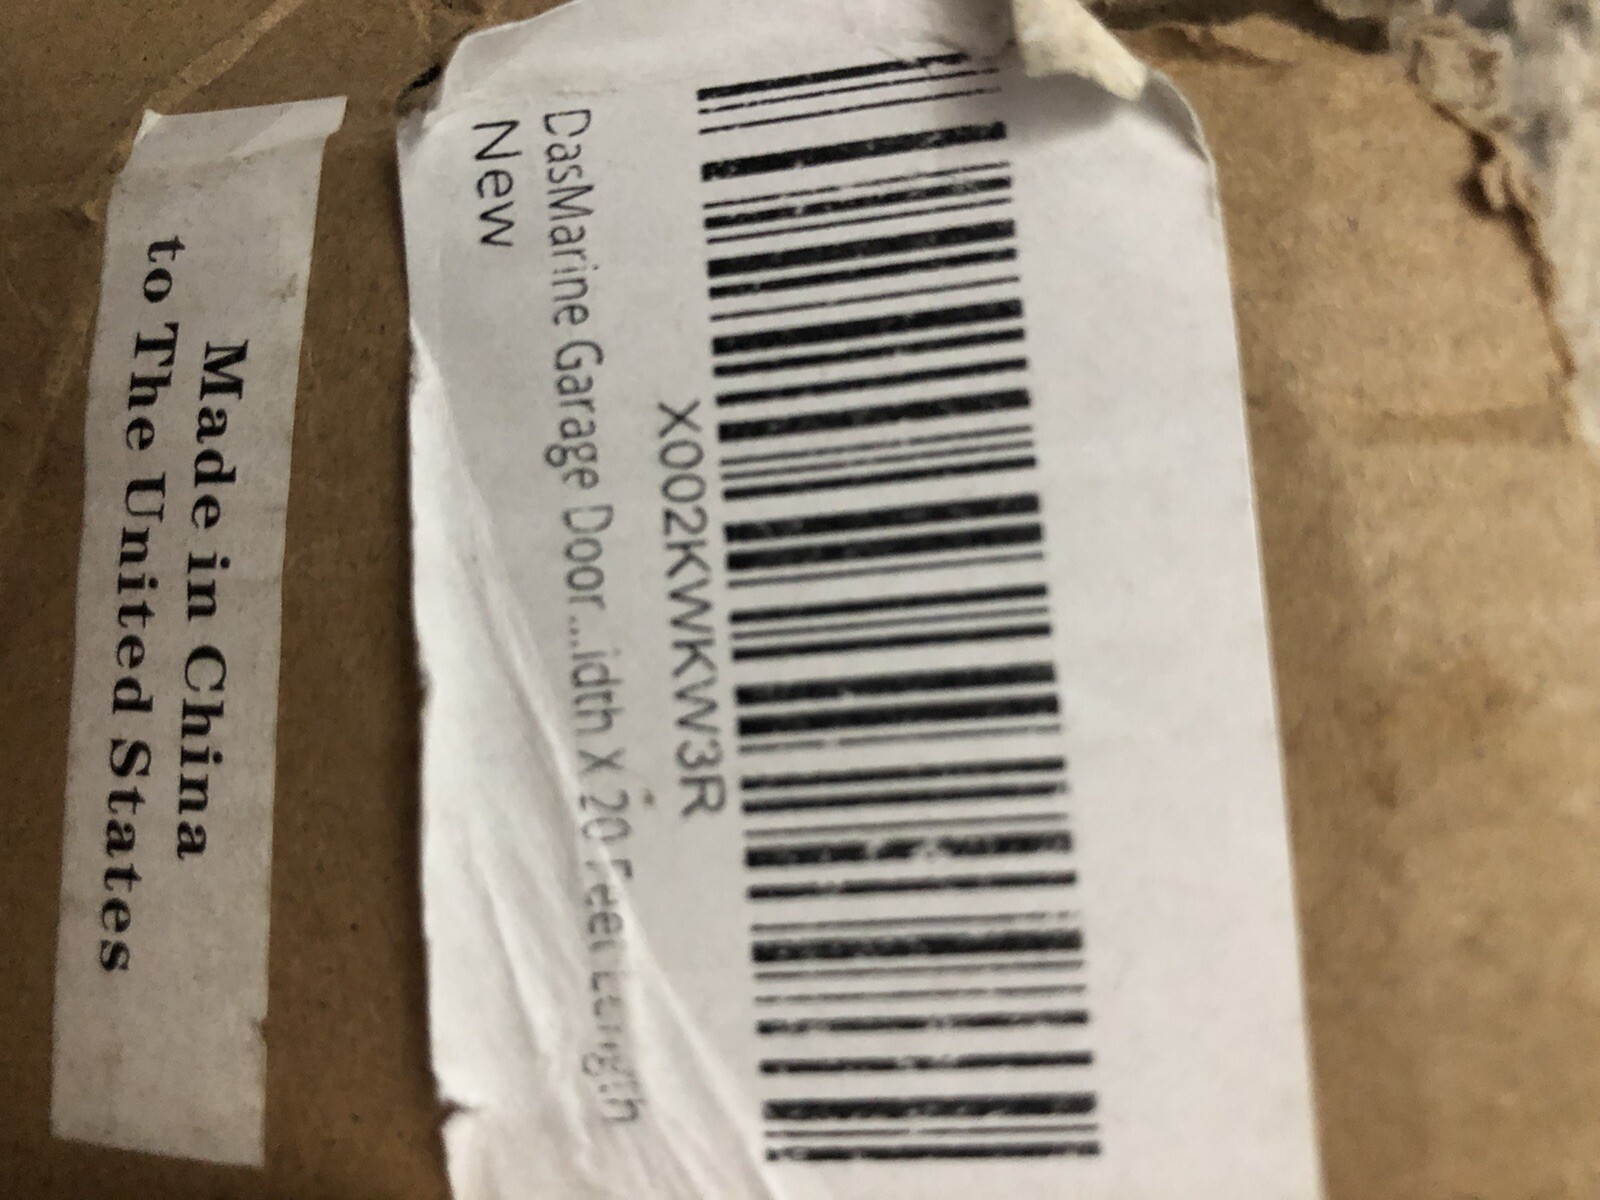 X002KWKW3R
DasMarine Garage Door...idth X 20 Feet Length
New
Made in China
to The United States